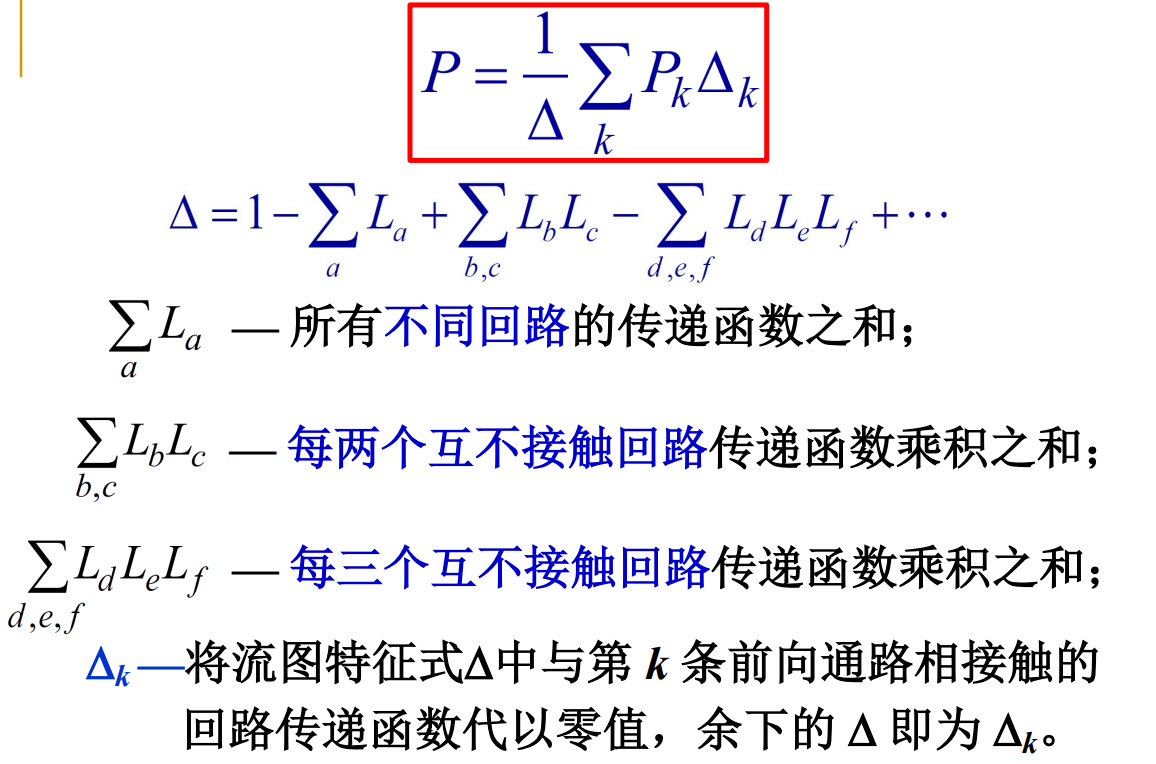 P = \frac{1}{\Delta} \sum_{k} P_k \Delta_k
\Delta = 1 - \sum_{a} L_a + \sum_{b,c} L_b L_c - \sum_{d,e,f} L_d L_e L_f + \cdots
\sum_{a} L_a — 所有不同回路的传递函数之和；
\sum_{b,c} L_b L_c — 每两个互不接触回路传递函数乘积之和；
\sum_{d,e,f} L_d L_e L_f — 每三个互不接触回路传递函数乘积之和；
Δ_k—将流图特征式Δ中与第 k 条前向通路相接触的
回路传递函数代以零值，余下的 Δ 即为 Δ_k。